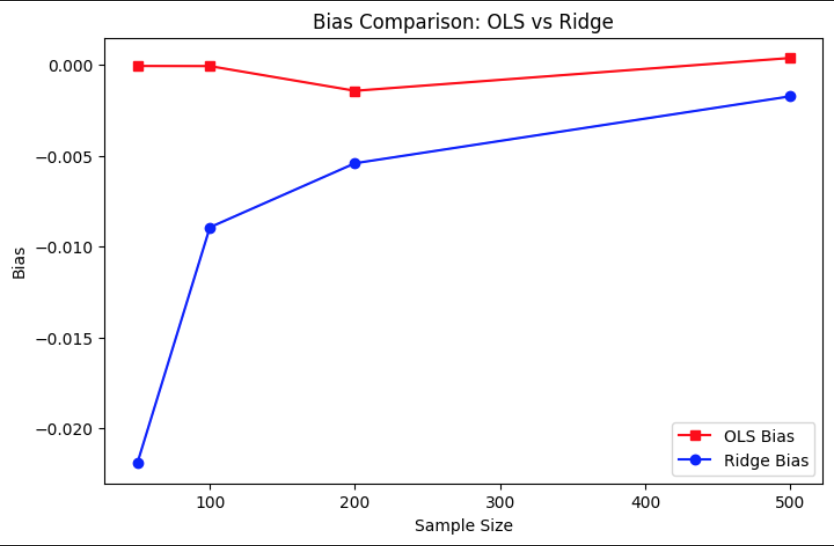 Bias Comparison: OLS vs Ridge
0.000
−0.005
−0.010
−0.015
−0.020
Bias
100
200
300
400
500
Sample Size
OLS Bias
Ridge Bias